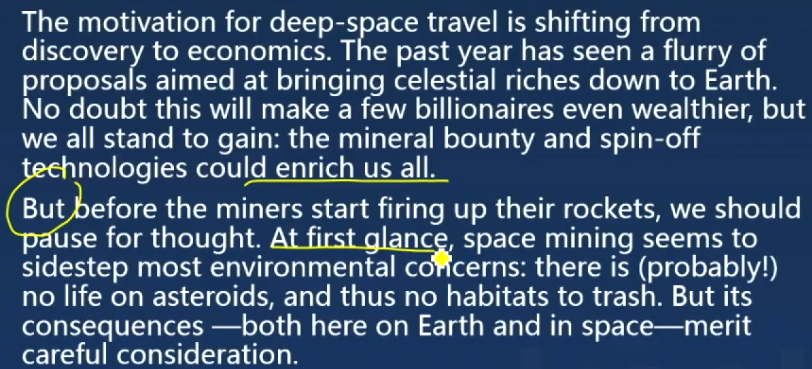 The motivation for deep-space travel is shifting from
discovery to economics. The past year has seen a flurry of
proposals aimed at bringing celestial riches down to Earth.
No doubt this will make a few billionaires even wealthier, but
we all stand to gain: the mineral bounty and spin-off
technologies could enrich us all.
But before the miners start firing up their rockets, we should
pause for thought. At first glance, space mining seems to
sidestep most environmental concerns: there is (probably!)
no life on asteroids, and thus no habitats to trash. But its
consequences —both here on Earth and in space—merit
careful consideration.